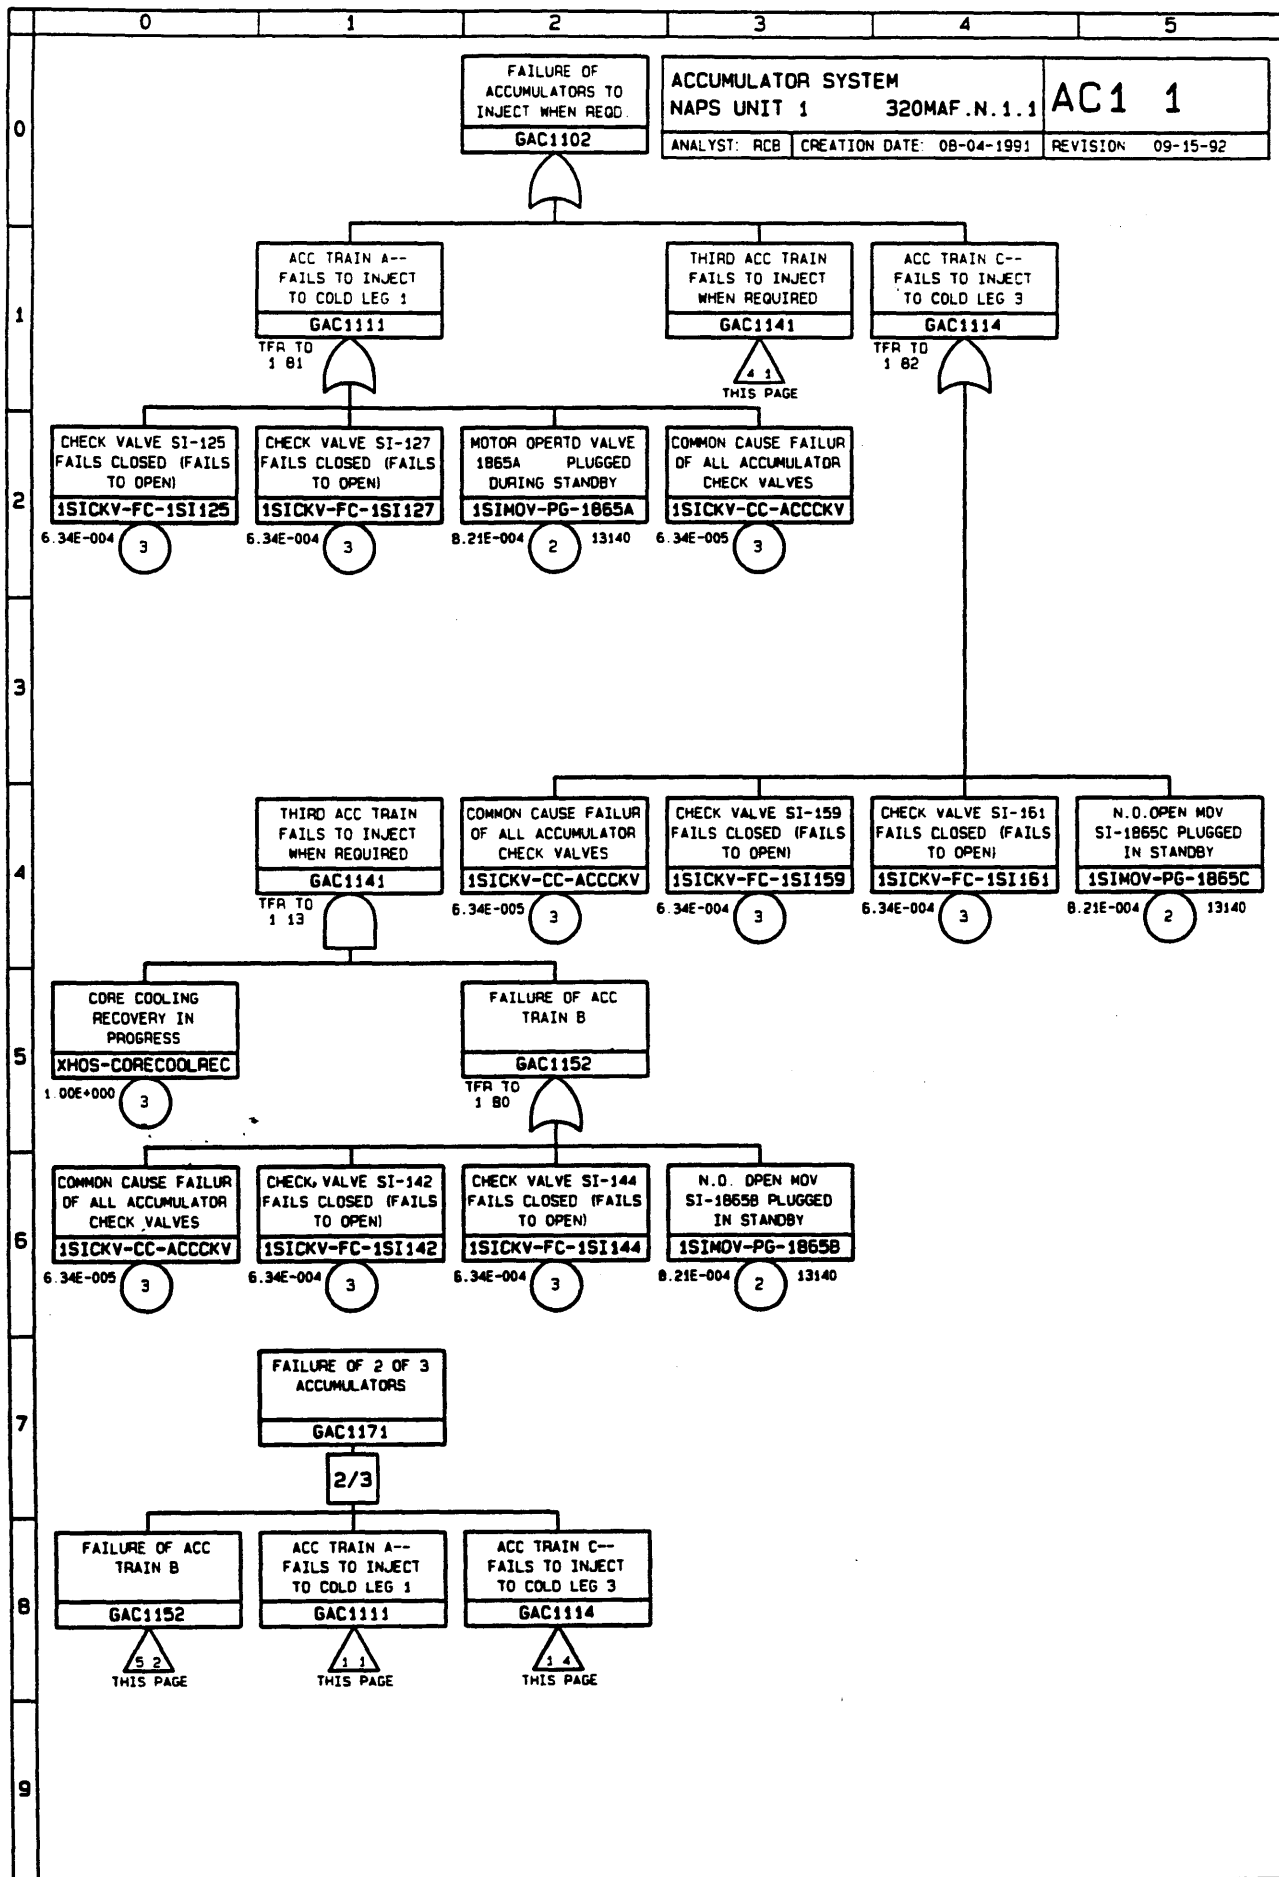 0 1 2 3 4 5
FAILURE OF
ACCUMULATORS TO
INJECT WHEN REQD.
GAC1102
ACCUMULATOR SYSTEM
NAPS UNIT 1 320MAF.N.1.1
AC1 1
ANALYST: RCB CREATION DATE: 08-04-1991 REVISION 09-15-92
0
ACC TRAIN A--
FAILS TO INJECT
TO COLD LEG 1
GAC1111
TFR TO
1 81
THIRD ACC TRAIN
FAILS TO INJECT
WHEN REQUIRED
GAC1141
4 1
THIS PAGE
ACC TRAIN C--
FAILS TO INJECT
TO COLD LEG 3
GAC1114
TFR TO
1 82
1
CHECK VALVE SI-125
FAILS CLOSED (FAILS
TO OPEN)
1SICKV-FC-1SI125
6.34E-004 3
CHECK VALVE SI-127
FAILS CLOSED (FAILS
TO OPEN)
1SICKV-FC-1SI127
6.34E-004 3
MOTOR OPERTD VALVE
1865A PLUGGED
DURING STANDBY
1SIMOV-PG-1865A
8.21E-004 2 13140
COMMON CAUSE FAILUR
OF ALL ACCUMULATOR
CHECK VALVES
1SICKV-CC-ACCCKV
6.34E-005 3
2
3
THIRD ACC TRAIN
FAILS TO INJECT
WHEN REQUIRED
GAC1141
TFR TO
1 13
COMMON CAUSE FAILUR
OF ALL ACCUMULATOR
CHECK VALVES
1SICKV-CC-ACCCKV
6.34E-005 3
CHECK VALVE SI-159
FAILS CLOSED (FAILS
TO OPEN)
1SICKV-FC-1SI159
6.34E-004 3
CHECK VALVE SI-161
FAILS CLOSED (FAILS
TO OPEN)
1SICKV-FC-1SI161
6.34E-004 3
N.O.OPEN MOV
SI-1865C PLUGGED
IN STANDBY
1SIMOV-PG-1865C
8.21E-004 2 13140
4
CORE COOLING
RECOVERY IN
PROGRESS
XHOS-CORECOOLREC
1.00E+000 3
FAILURE OF ACC
TRAIN B
GAC1152
TFR TO
1 80
5
COMMON CAUSE FAILUR
OF ALL ACCUMULATOR
CHECK VALVES
1SICKV-CC-ACCCKV
6.34E-005 3
CHECK VALVE SI-142
FAILS CLOSED (FAILS
TO OPEN)
1SICKV-FC-1SI142
6.34E-004 3
CHECK VALVE SI-144
FAILS CLOSED (FAILS
TO OPEN)
1SICKV-FC-1SI144
6.34E-004 3
N.O. OPEN MOV
SI-1865B PLUGGED
IN STANDBY
1SIMOV-PG-1865B
8.21E-004 2 13140
6
FAILURE OF 2 OF 3
ACCUMULATORS
GAC1171
2/3
7
FAILURE OF ACC
TRAIN B
GAC1152
5 2
THIS PAGE
ACC TRAIN A--
FAILS TO INJECT
TO COLD LEG 1
GAC1111
1 1
THIS PAGE
ACC TRAIN C--
FAILS TO INJECT
TO COLD LEG 3
GAC1114
1 4
THIS PAGE
8
9